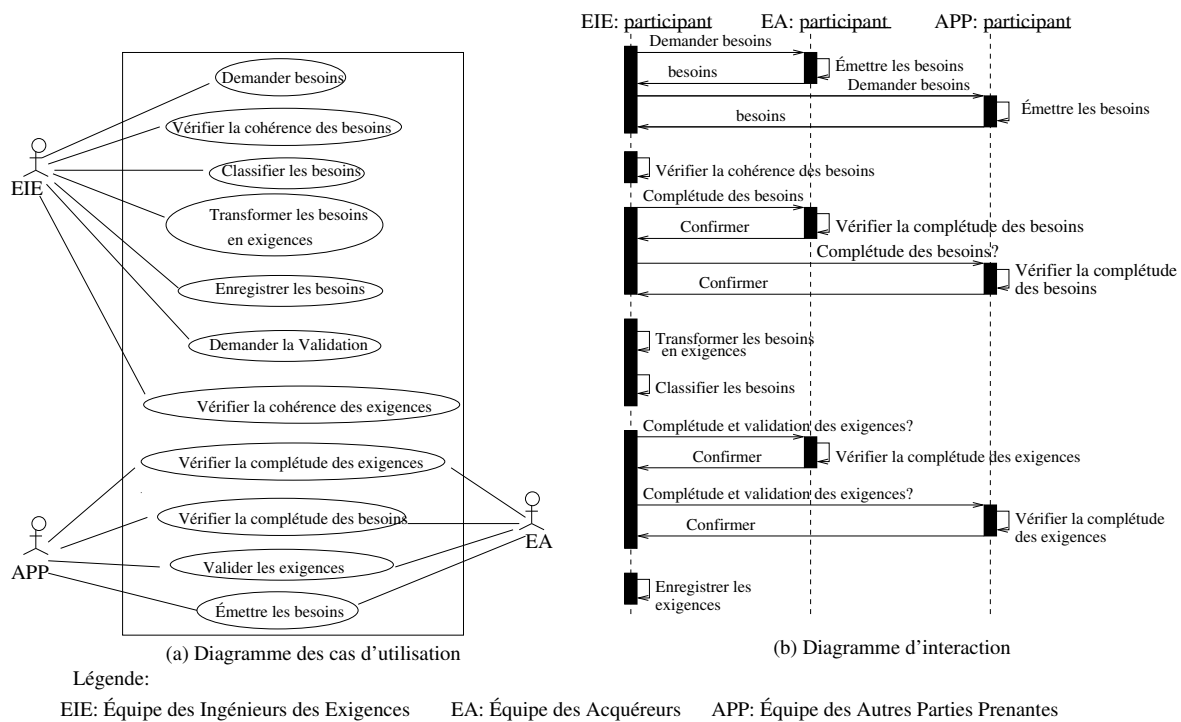 Demander besoins
Vérifier la cohérence des besoins
Classifier les besoins
EIE
Transformer les besoins
en exigences
Enregistrer les besoins
Demander la Validation
Vérifier la cohérence des exigences
Vérifier la complétude des exigences
Vérifier la complétude des besoins
APP
EA
Valider les exigences
Émettre les besoins
(a) Diagramme des cas d'utilisation
EIE: participant
EA: participant
APP: participant
Demander besoins
Émettre les besoins
besoins
Demander besoins
Émettre les besoins
besoins
Vérifier la cohérence des besoins
Complétude des besoins
Confirmer
Vérifier la complétude des besoins
Complétude des besoins?
Vérifier la complétude
des besoins
Confirmer
Transformer les besoins
en exigences
Classifier les besoins
Complétude et validation des exigences?
Confirmer
Vérifier la complétude des exigences
Complétude et validation des exigences?
Confirmer
Vérifier la complétude
des exigences
Enregistrer les
exigences
(b) Diagramme d'interaction
Légende:
EIE: Équipe des Ingénieurs des Exigences
EA: Équipe des Acquéreurs
APP: Équipe des Autres Parties Prenantes